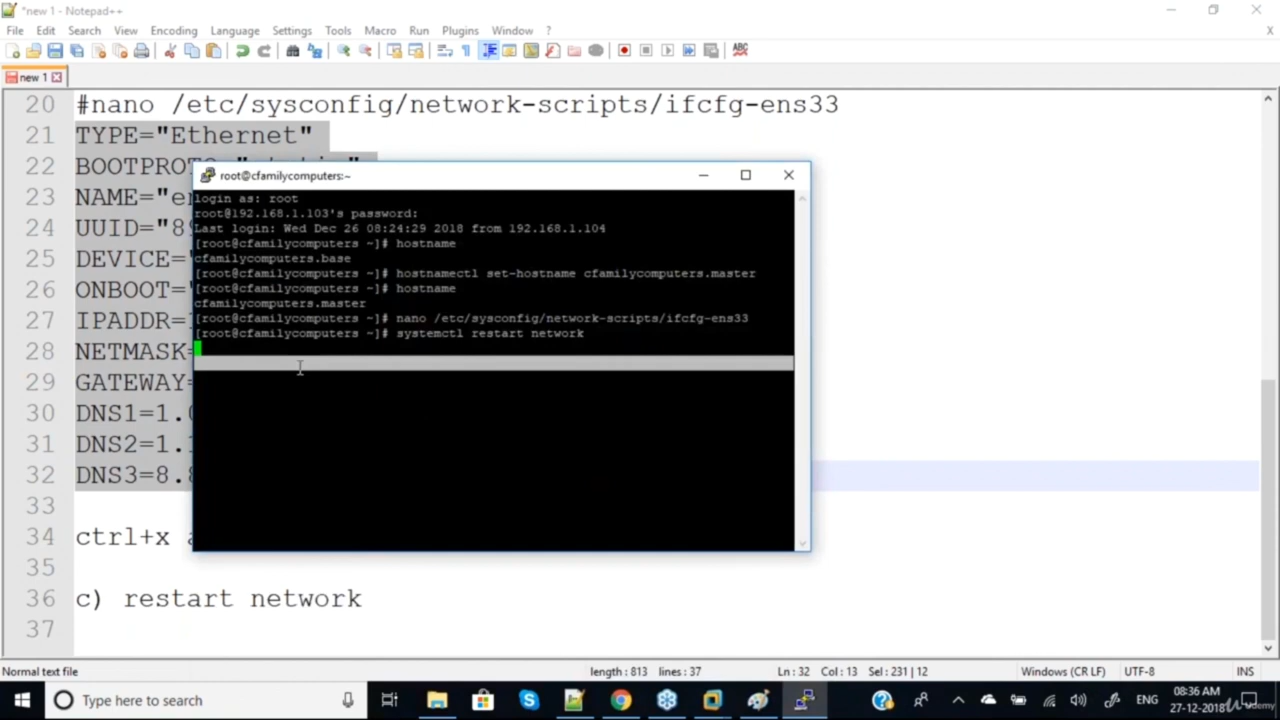 *new 1 - Notepad++
File Edit Search View Encoding Language Settings Tools Macro Run Plugins Window ?
X
new 1
20 #nano /etc/sysconfig/network-scripts/ifcfg-ens33
21 TYPE="Ethernet"
22 BOOTPROTO
23 NAME="en
24 UUID="89
25 DEVICE=
26 ONBOOT=
27 IPADDR=1
28 NETMASK=
29 GATEWAY=
30 DNS1=1.0
31 DNS2=1.1
32 DNS3=8.8
33
34 ctrl+x a
35
36 c) restart network
37
root@cfamilycomputers:~
login as: root
root@192.168.1.103's password:
Last login: Wed Dec 26 08:24:29 2018 from 192.168.1.104
[root@cfamilycomputers ~]# hostname
cfamilycomputers.base
[root@cfamilycomputers ~]# hostnamectl set-hostname cfamilycomputers.master
[root@cfamilycomputers ~]# hostname
cfamilycomputers.master
[root@cfamilycomputers ~]# nano /etc/sysconfig/network-scripts/ifcfg-ens33
[root@cfamilycomputers ~]# systemctl restart network
Normal text file length : 813 lines : 37 Ln : 32 Col : 13 Sel : 231 | 12 Windows (CR LF) UTF-8 INS
Type here to search
ENG
08:36 AM
27-12-2018
Udemy